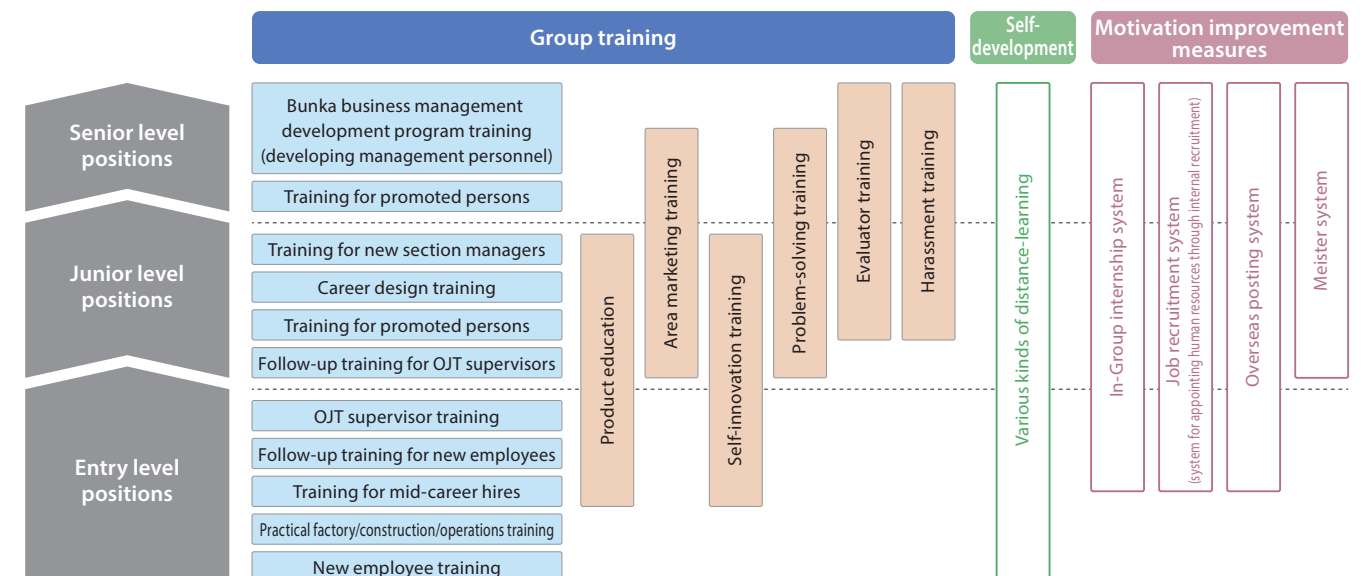 Group training
Self-
development
Motivation improvement
measures
Senior level
positions
Bunka business management
development program training
(developing management personnel)
Training for promoted persons
Junior level
positions
Training for new section managers
Career design training
Training for promoted persons
Follow-up training for OJT supervisors
Entry level
positions
OJT supervisor training
Follow-up training for new employees
Training for mid-career hires
Practical factory/construction/operations training
New employee training
Product education
Area marketing training
Self-innovation training
Problem-solving training
Evaluator training
Harassment training
Various kinds of distance-learning
In-Group internship system
Job recruitment system
(system for appointing human resources through internal recruitment)
Overseas posting system
Meister system